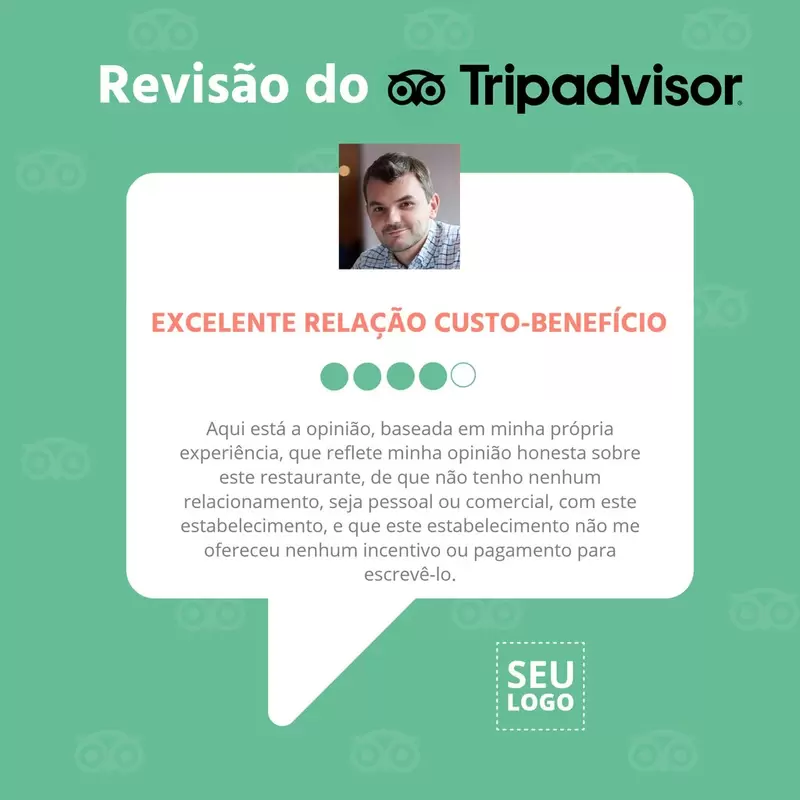 Revisão do Tripadvisor
EXCELENTE RELAÇÃO CUSTO-BENEFÍCIO
Aqui está a opinião, baseada em minha própria
experiência, que reflete minha opinião honesta sobre
este restaurante, de que não tenho nenhum
relacionamento, seja pessoal ou comercial, com este
estabelecimento, e que este estabelecimento não me
ofereceu nenhum incentivo ou pagamento para
escrevê-lo.
SEU
LOGO